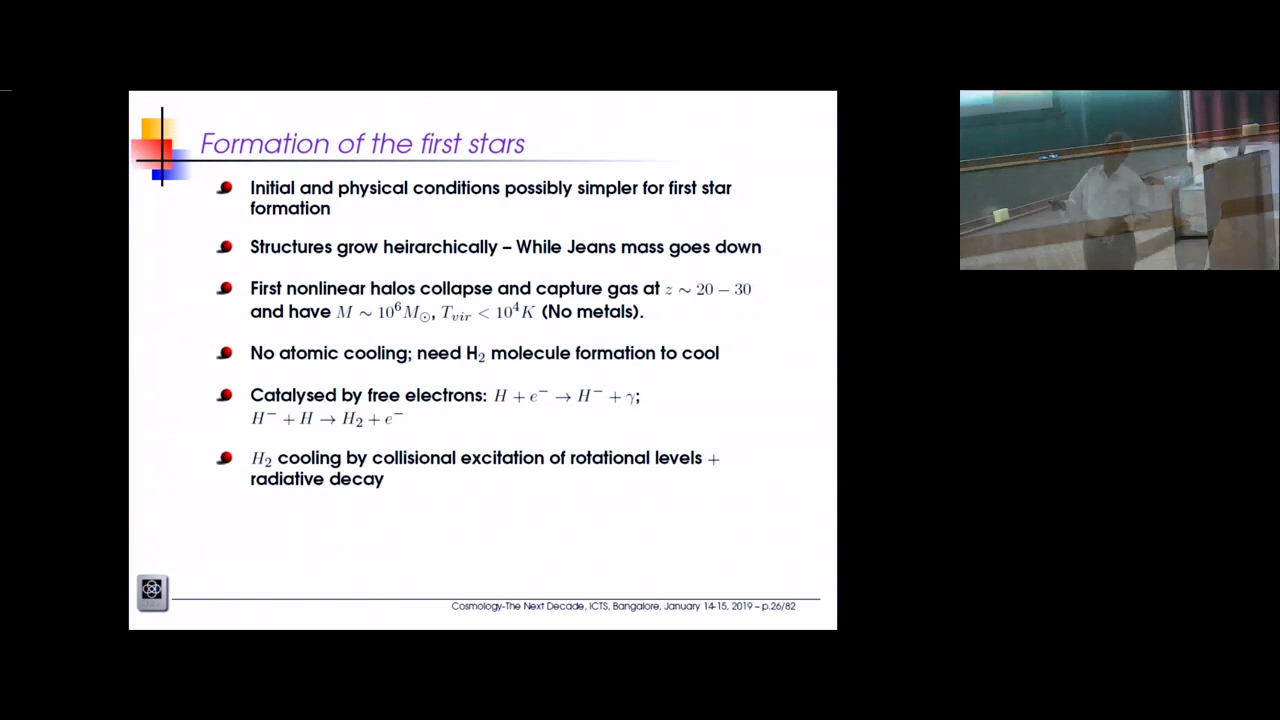 Formation of the first stars
Initial and physical conditions possibly simpler for first star
formation
Structures grow heirarchically – While Jeans mass goes down
First nonlinear halos collapse and capture gas at z ∼ 20 − 30
and have M ∼ 10⁶M⊙, Tᵥᵢᵣ < 10⁴K (No metals).
No atomic cooling; need H₂ molecule formation to cool
Catalysed by free electrons: H + e⁻ → H⁻ + γ;
H⁻ + H → H₂ + e⁻
H₂ cooling by collisional excitation of rotational levels +
radiative decay
Cosmology-The Next Decade, ICTS, Bangalore, January 14-15, 2019 – p.26/82